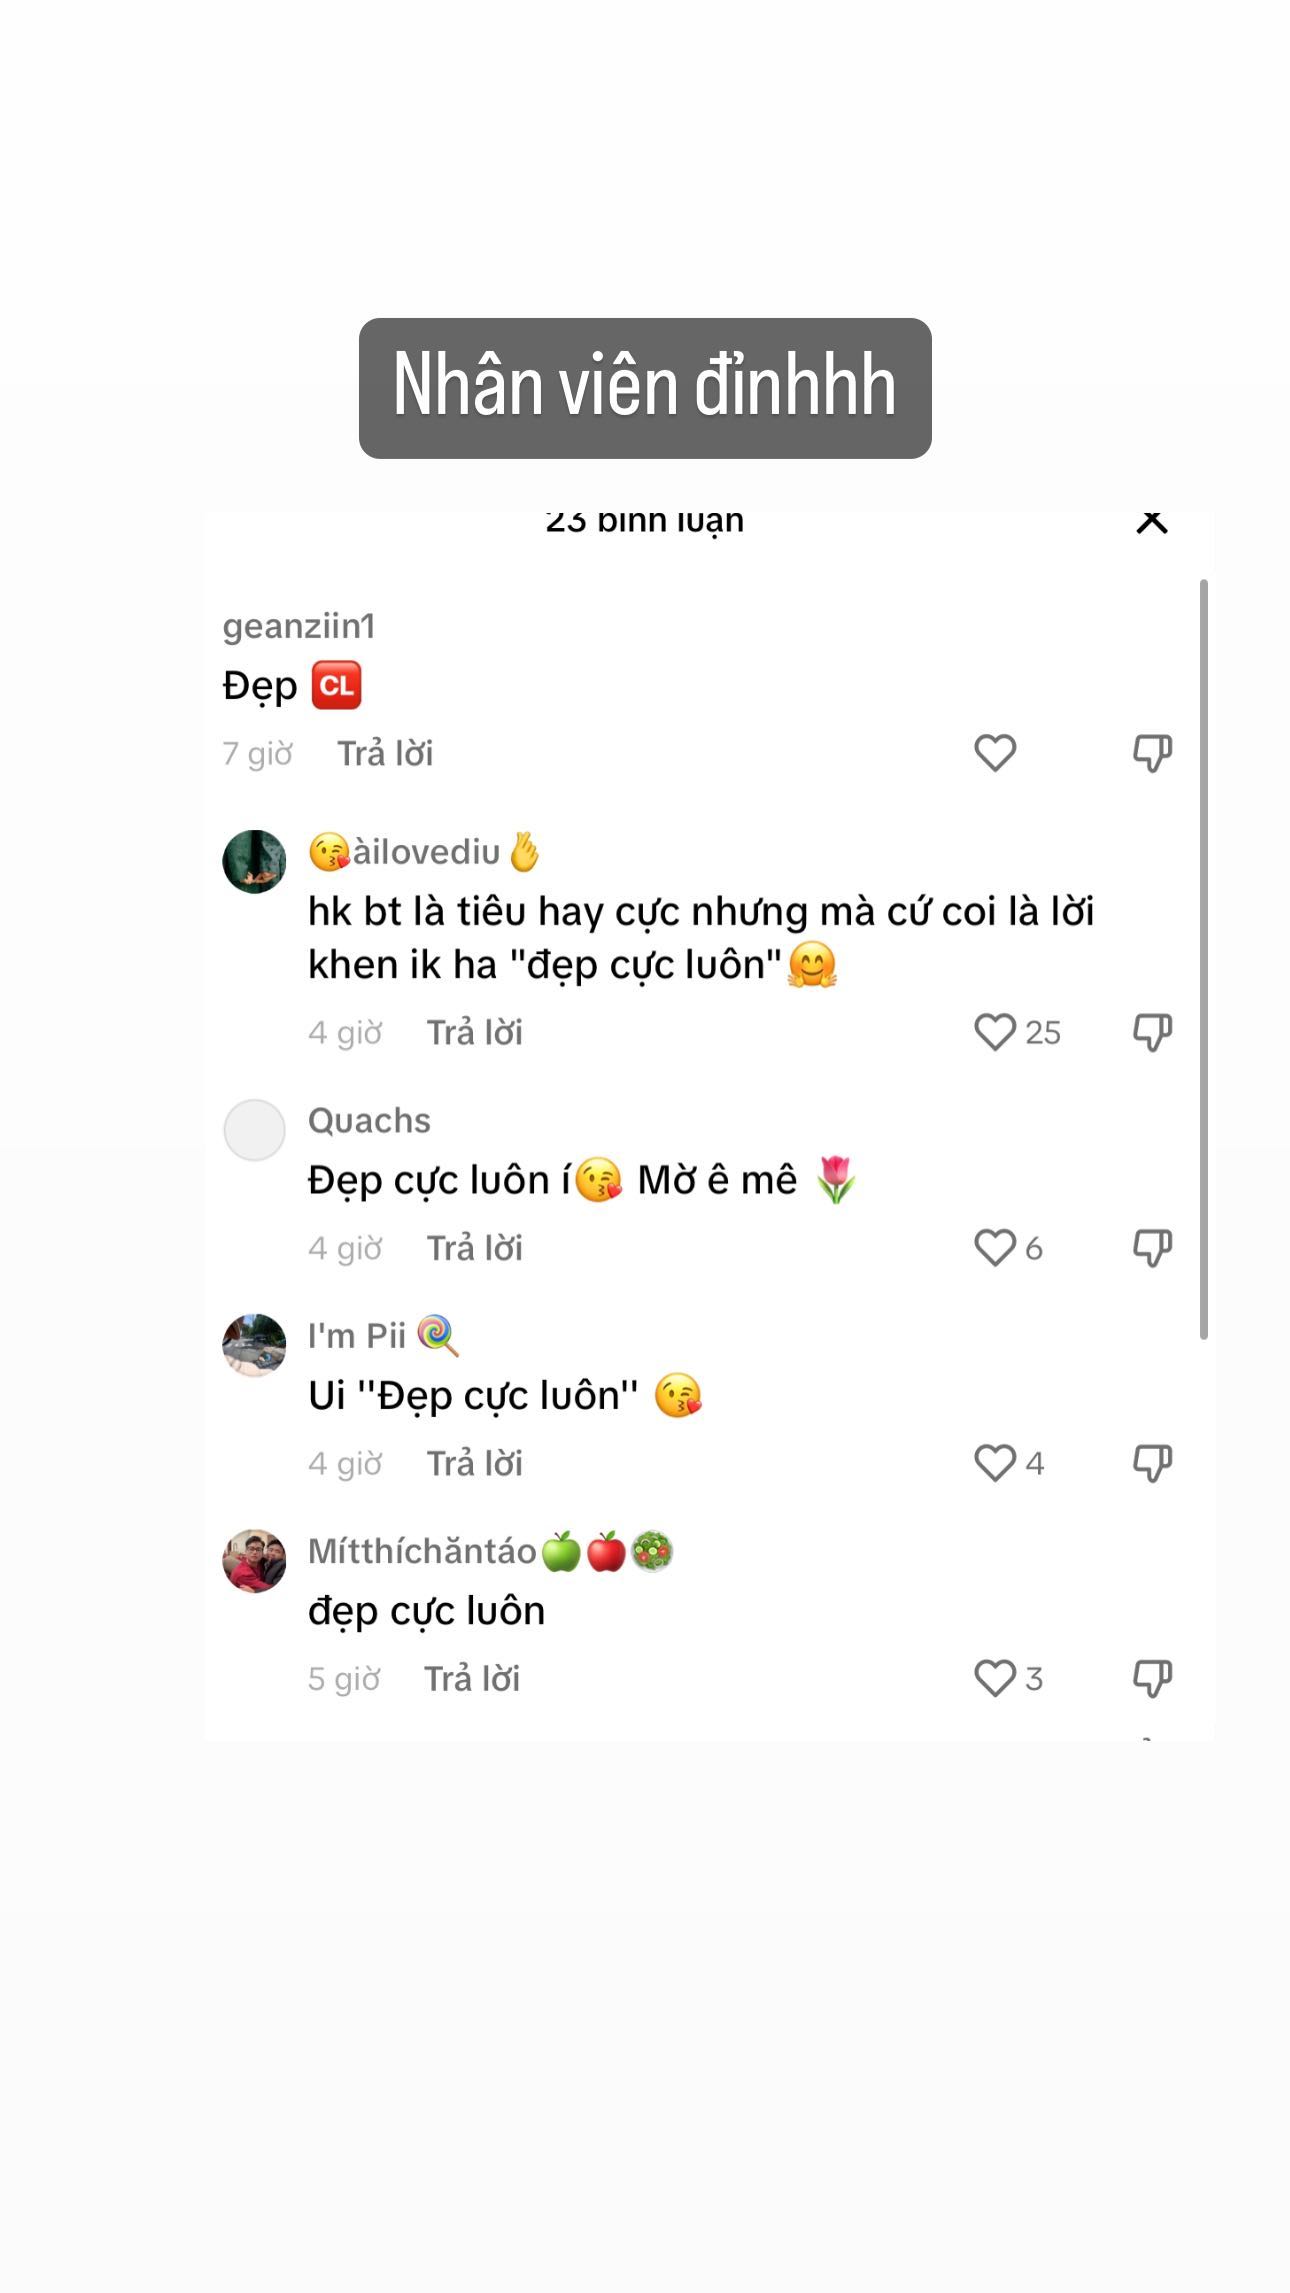 Nhân viên đỉnhhh
23 bình luận
geanziin1
Đẹp 🆑
7 giờ Trả lời
😘àilovediu🫰
hk bt là tiêu hay cực nhưng mà cứ coi là lời
khen ik ha "đẹp cực luôn"🤗
4 giờ Trả lời 25
Quachs
Đẹp cực luôn í😘 Mờ ê mê 🌷
4 giờ Trả lời 6
I'm Pii 🍭
Ui ''Đẹp cực luôn'' 😘
4 giờ Trả lời 4
Mítthíchăntáo🍏🍎🥗
đẹp cực luôn
5 giờ Trả lời 3